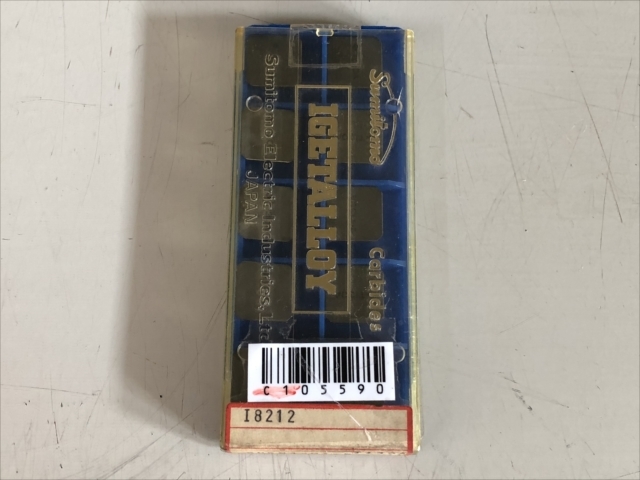 Sumitomo
Carbides
IGETALLOY
Sumitomo Electric Industries, Ltd
JAPAN
C105590
I8212